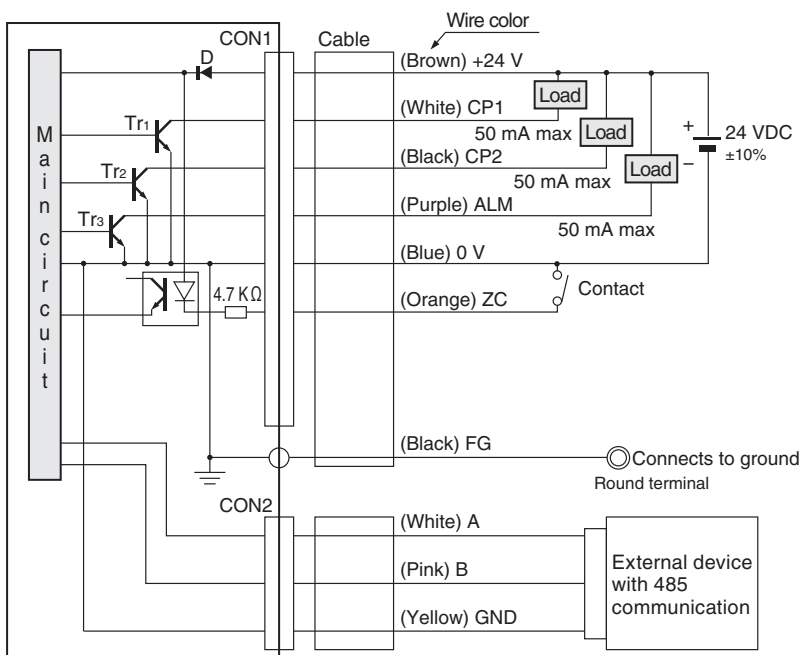 Wire color
CON1
Cable
(Brown) +24 V
D
Load
(White) CP1
Tr1
50 mA max
Load
+
24 VDC
±10%
(Black) CP2
Tr2
50 mA max
Load
−
(Purple) ALM
Tr3
50 mA max
Main circuit
(Blue) 0 V
4.7 KΩ
(Orange) ZC
Contact
(Black) FG
Connects to ground
Round terminal
CON2
(White) A
(Pink) B
External device
with 485
communication
(Yellow) GND